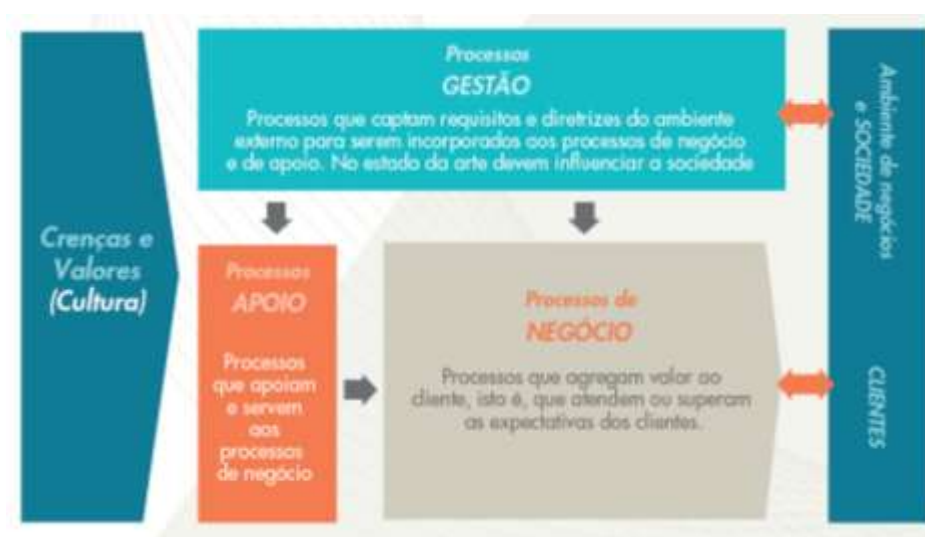 Processos
GESTÃO
Processos que captam requisitos e diretrizes do ambiente
externo para serem incorporados aos processos de negócio
e de apoio. No estado da arte devem influenciar a sociedade
Crenças e
Valores
(Cultura)
Processos
APOIO
Processos
que apoiam
e servem
aos
processos
de negócio
Processos de
NEGÓCIO
Processos que agregam valor ao
cliente, isto é, que atendem ou superam
as expectativas dos clientes.
Ambiente de negócios
e SOCIEDADE
CLIENTES